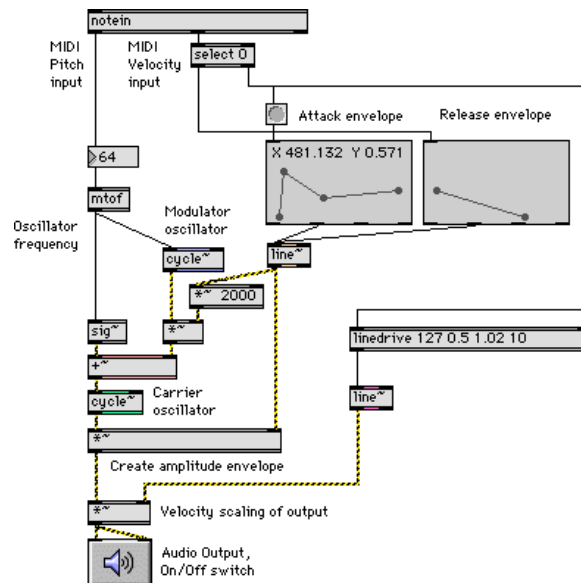 notein
MIDI
Pitch
input
MIDI
Velocity
input
select 0
Attack envelope
Release envelope
X 481.132 Y 0.571
64
mtof
Oscillator
frequency
Modulator
oscillator
cycle~
line~
*~ 2000
sig~
*~
linedrive 127 0.5 1.02 10
+~
cycle~
Carrier
oscillator
line~
*~
Create amplitude envelope
*~
Velocity scaling of output
Audio Output,
On/Off switch